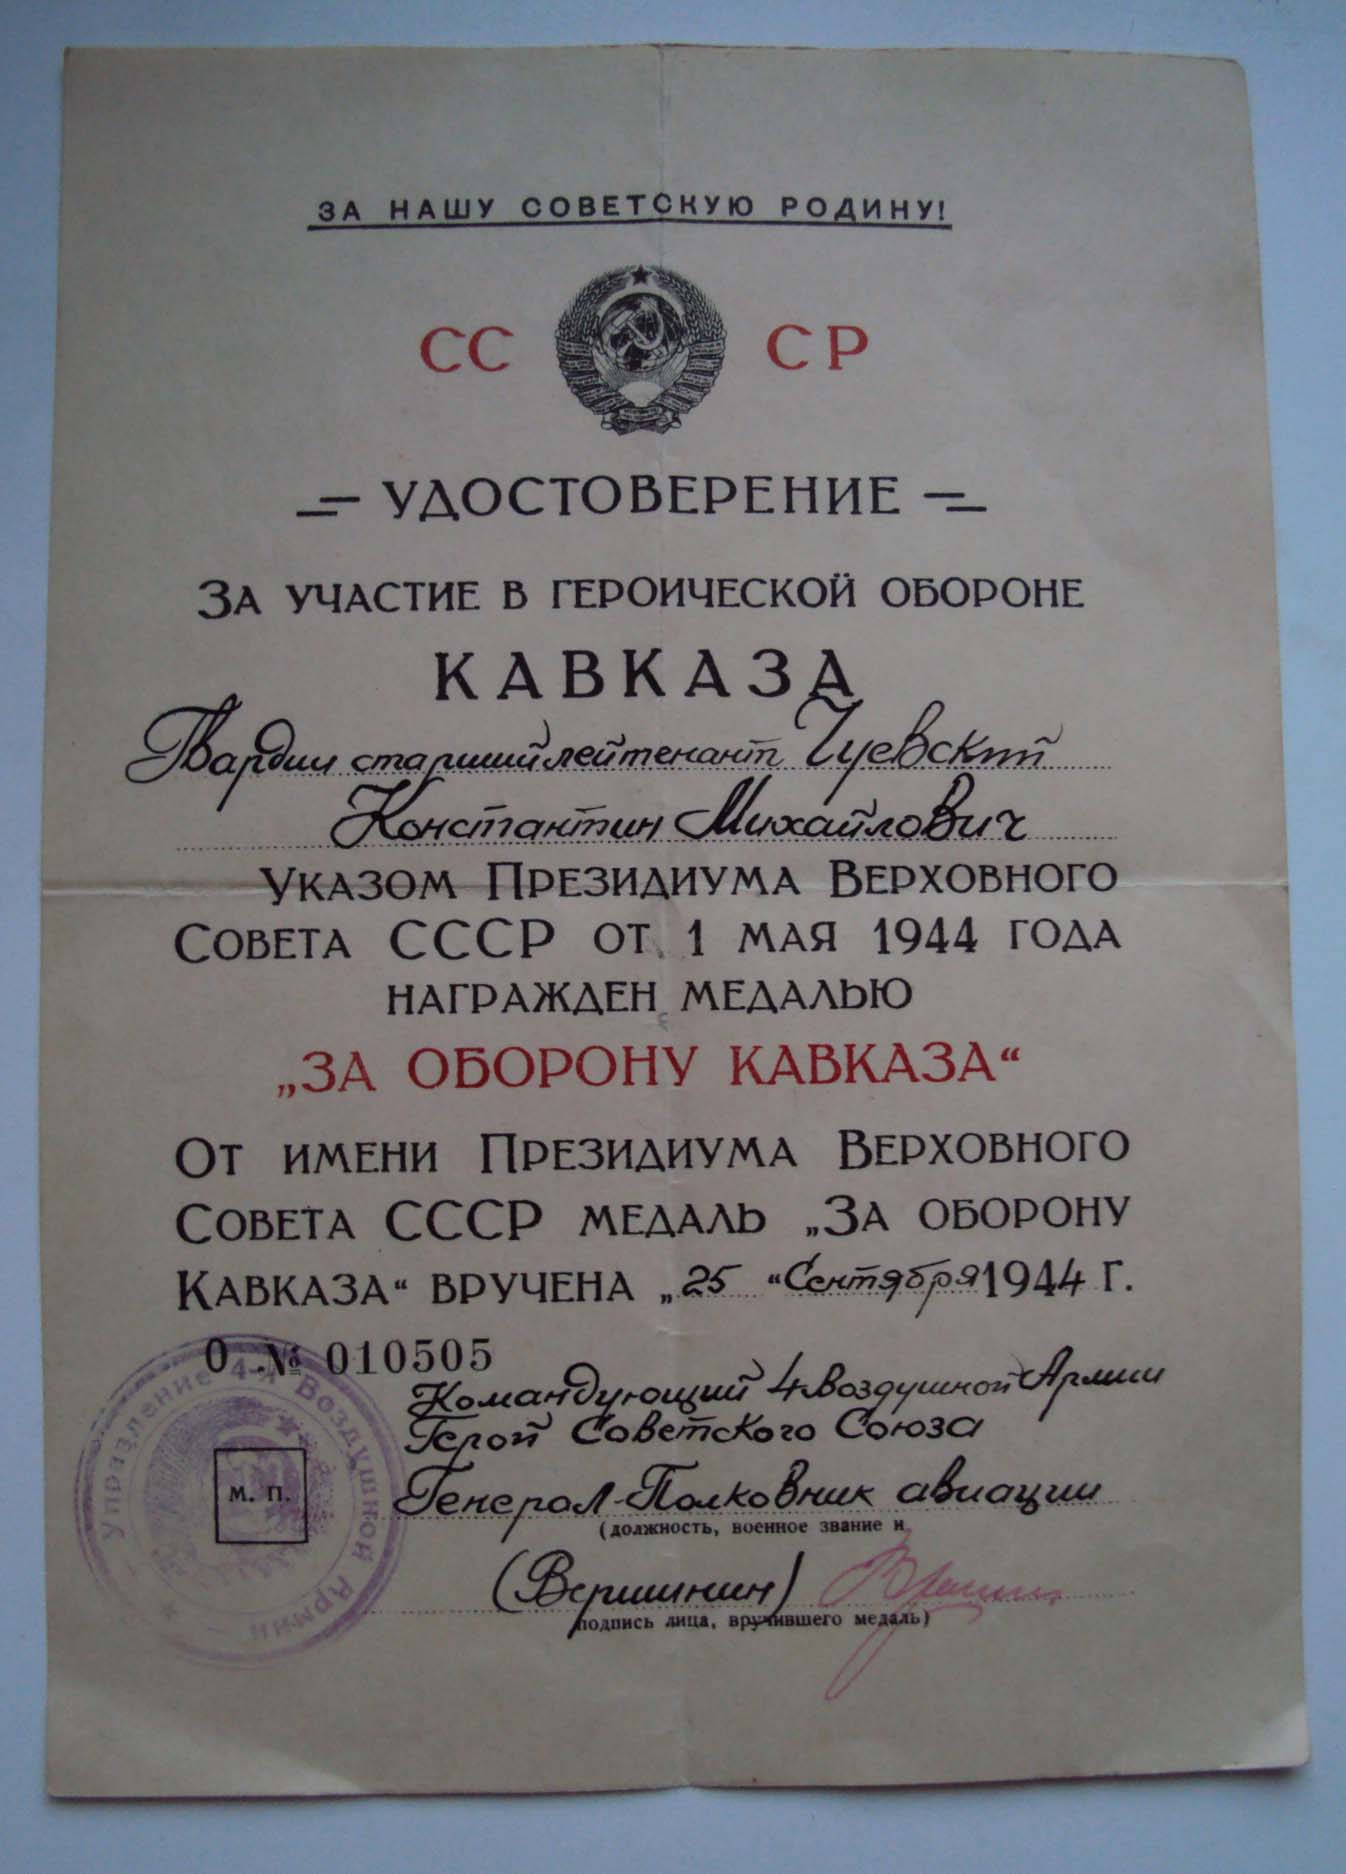 ЗА НАШУ СОВЕТСКУЮ РОДИНУ!
СС СР
УДОСТОВЕРЕНИЕ
ЗА УЧАСТИЕ В ГЕРОИЧЕСКОЙ ОБОРОНЕ
КАВКАЗА
Гвардии старший лейтенант Чуевский
Константин Михайлович
УКАЗОМ ПРЕЗИДИУМА ВЕРХОВНОГО
СОВЕТА СССР ОТ 1 МАЯ 1944 ГОДА
НАГРАЖДЕН МЕДАЛЬЮ
„ЗА ОБОРОНУ КАВКАЗА“
ОТ ИМЕНИ ПРЕЗИДИУМА ВЕРХОВНОГО
СОВЕТА СССР МЕДАЛЬ „ЗА ОБОРОНУ
КАВКАЗА“ ВРУЧЕНА „25“ Сентября 1944 Г.
О № 010505
Командующий 4 Воздушной Армии
Герой Советского Союза
Генерал-Полковник авиации
(должность, военное звание и
(Вершинин)
подпись лица, вручившего медаль)
М. П.
Управление 4-й Воздушной Армии